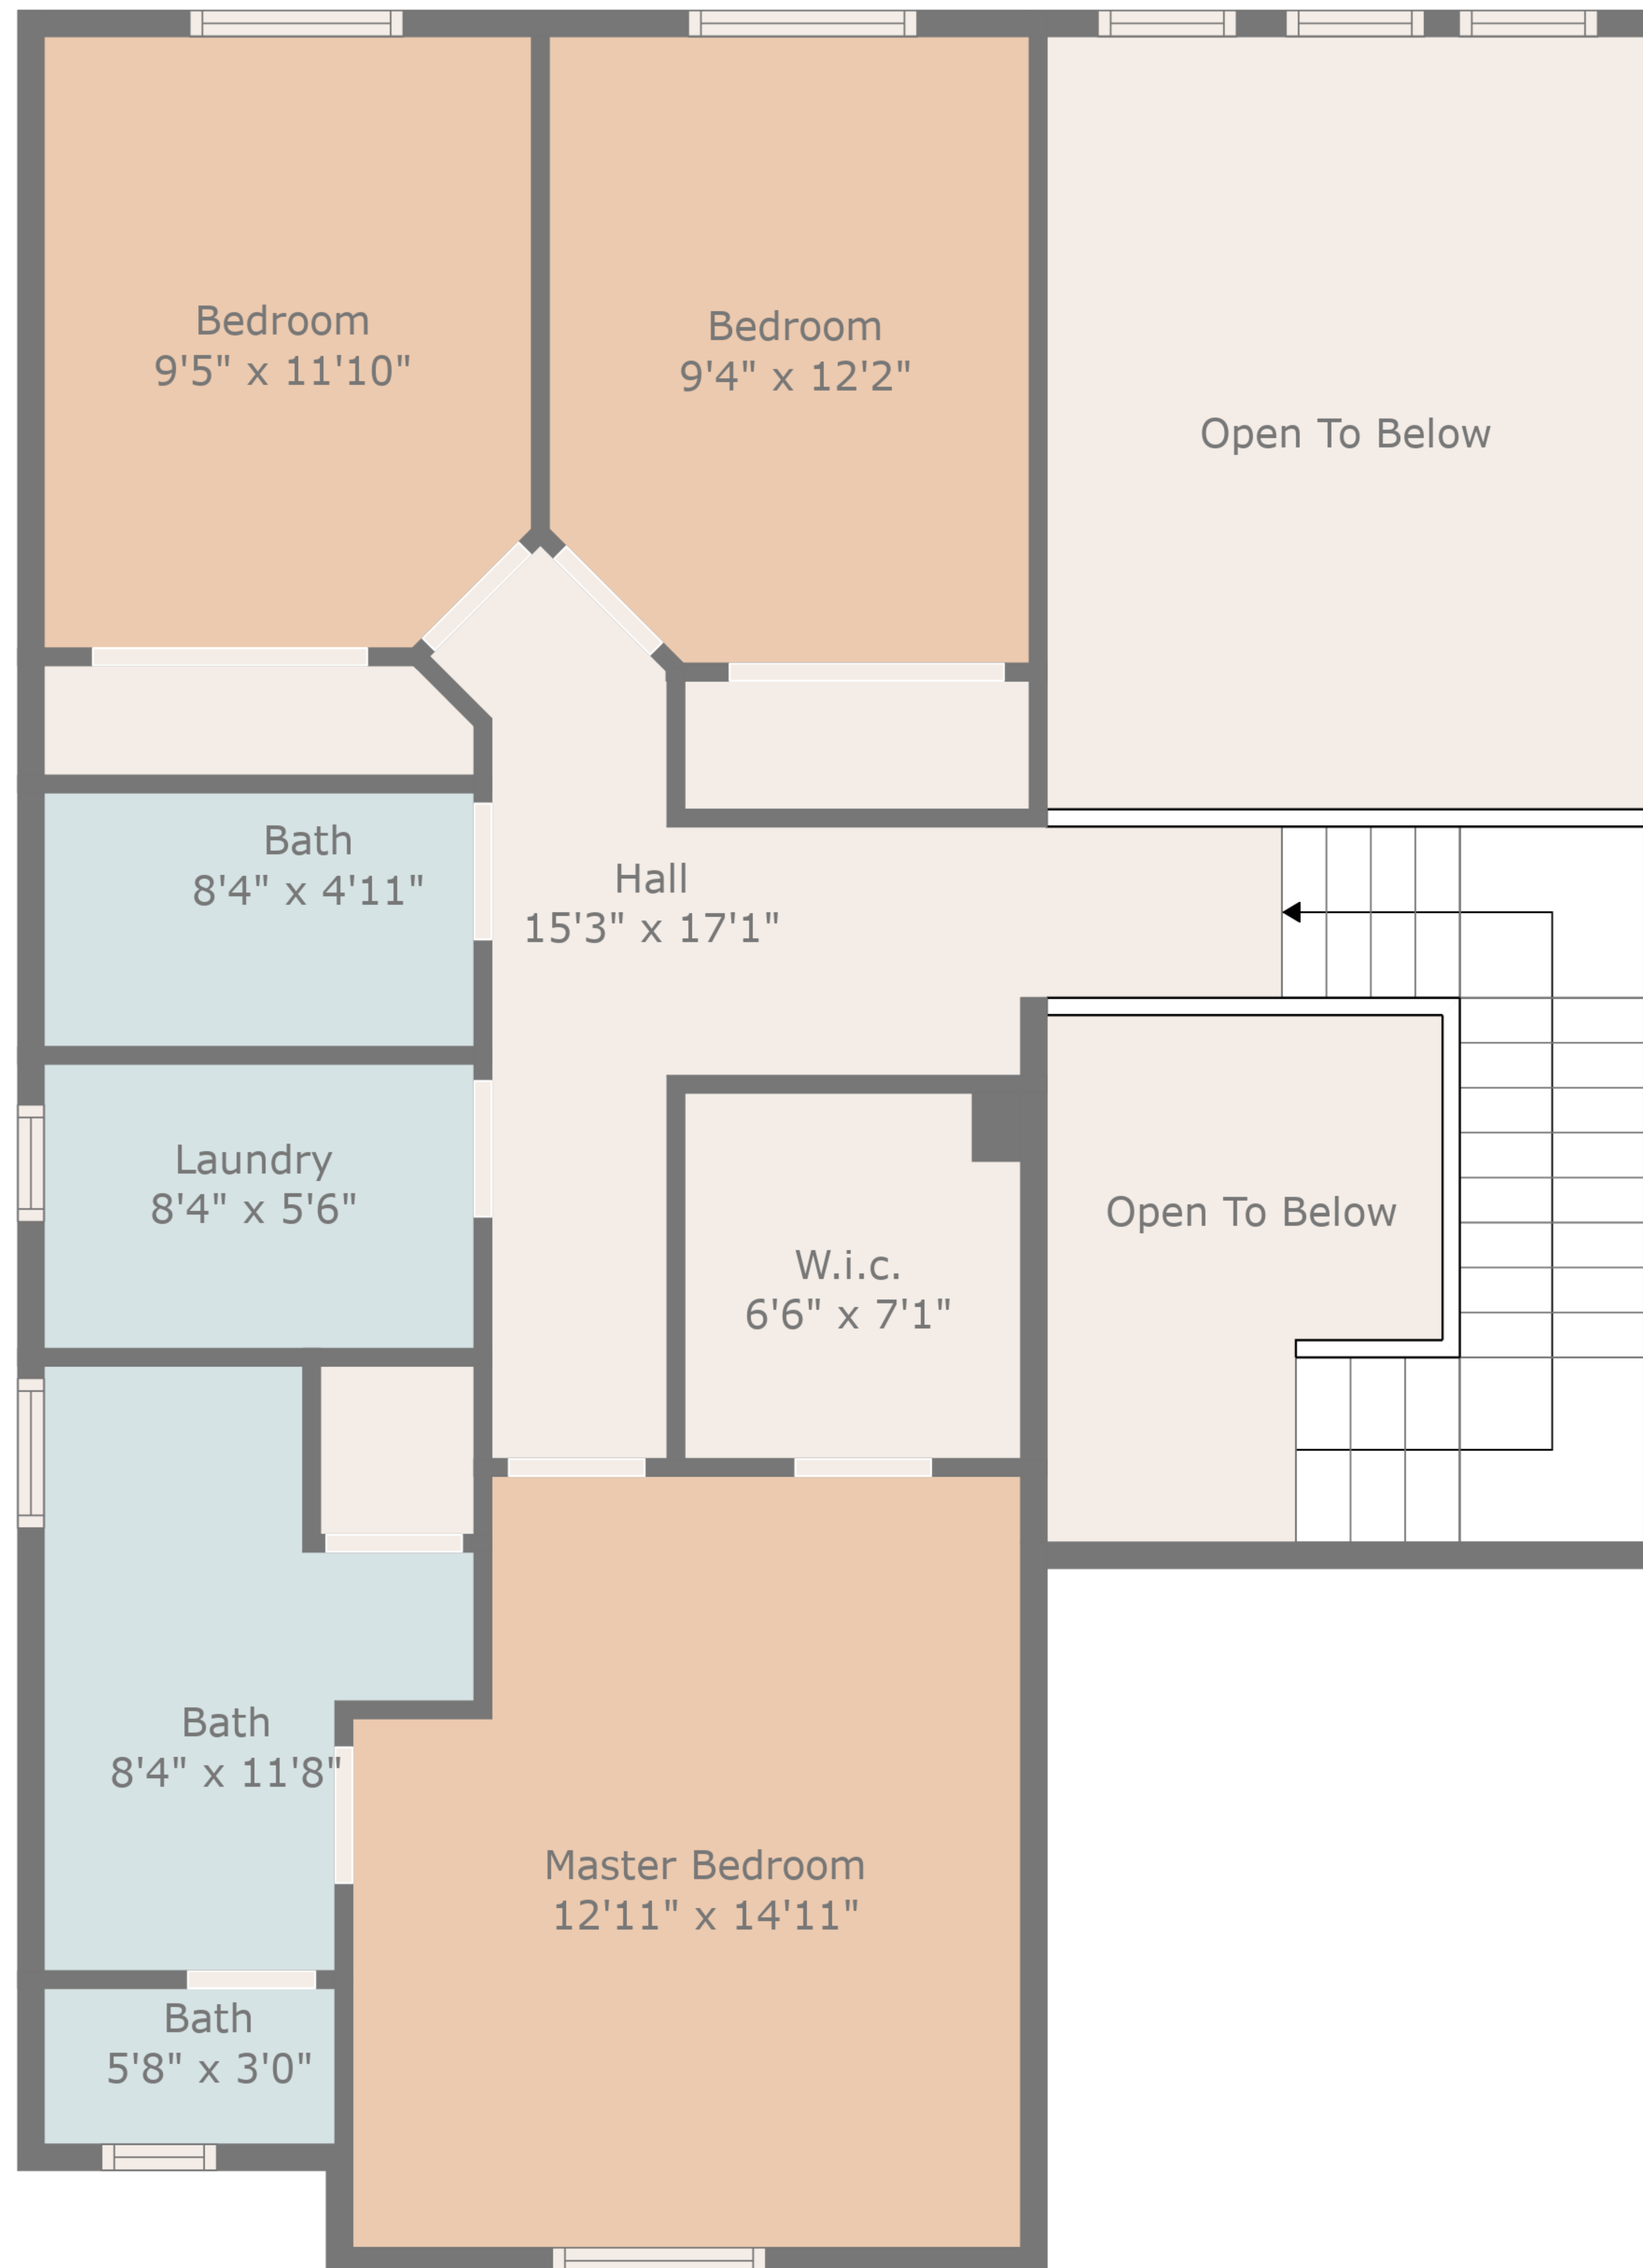 Bedroom
9'5" x 11'10"
Bedroom
9'4" x 12'2"
Open To Below
Bath
8'4" x 4'11"
Hall
15'3" x 17'1"
Laundry
8'4" x 5'6"
W.i.c.
6'6" x 7'1"
Open To Below
Bath
8'4" x 11'8"
Master Bedroom
12'11" x 14'11"
Bath
5'8" x 3'0"